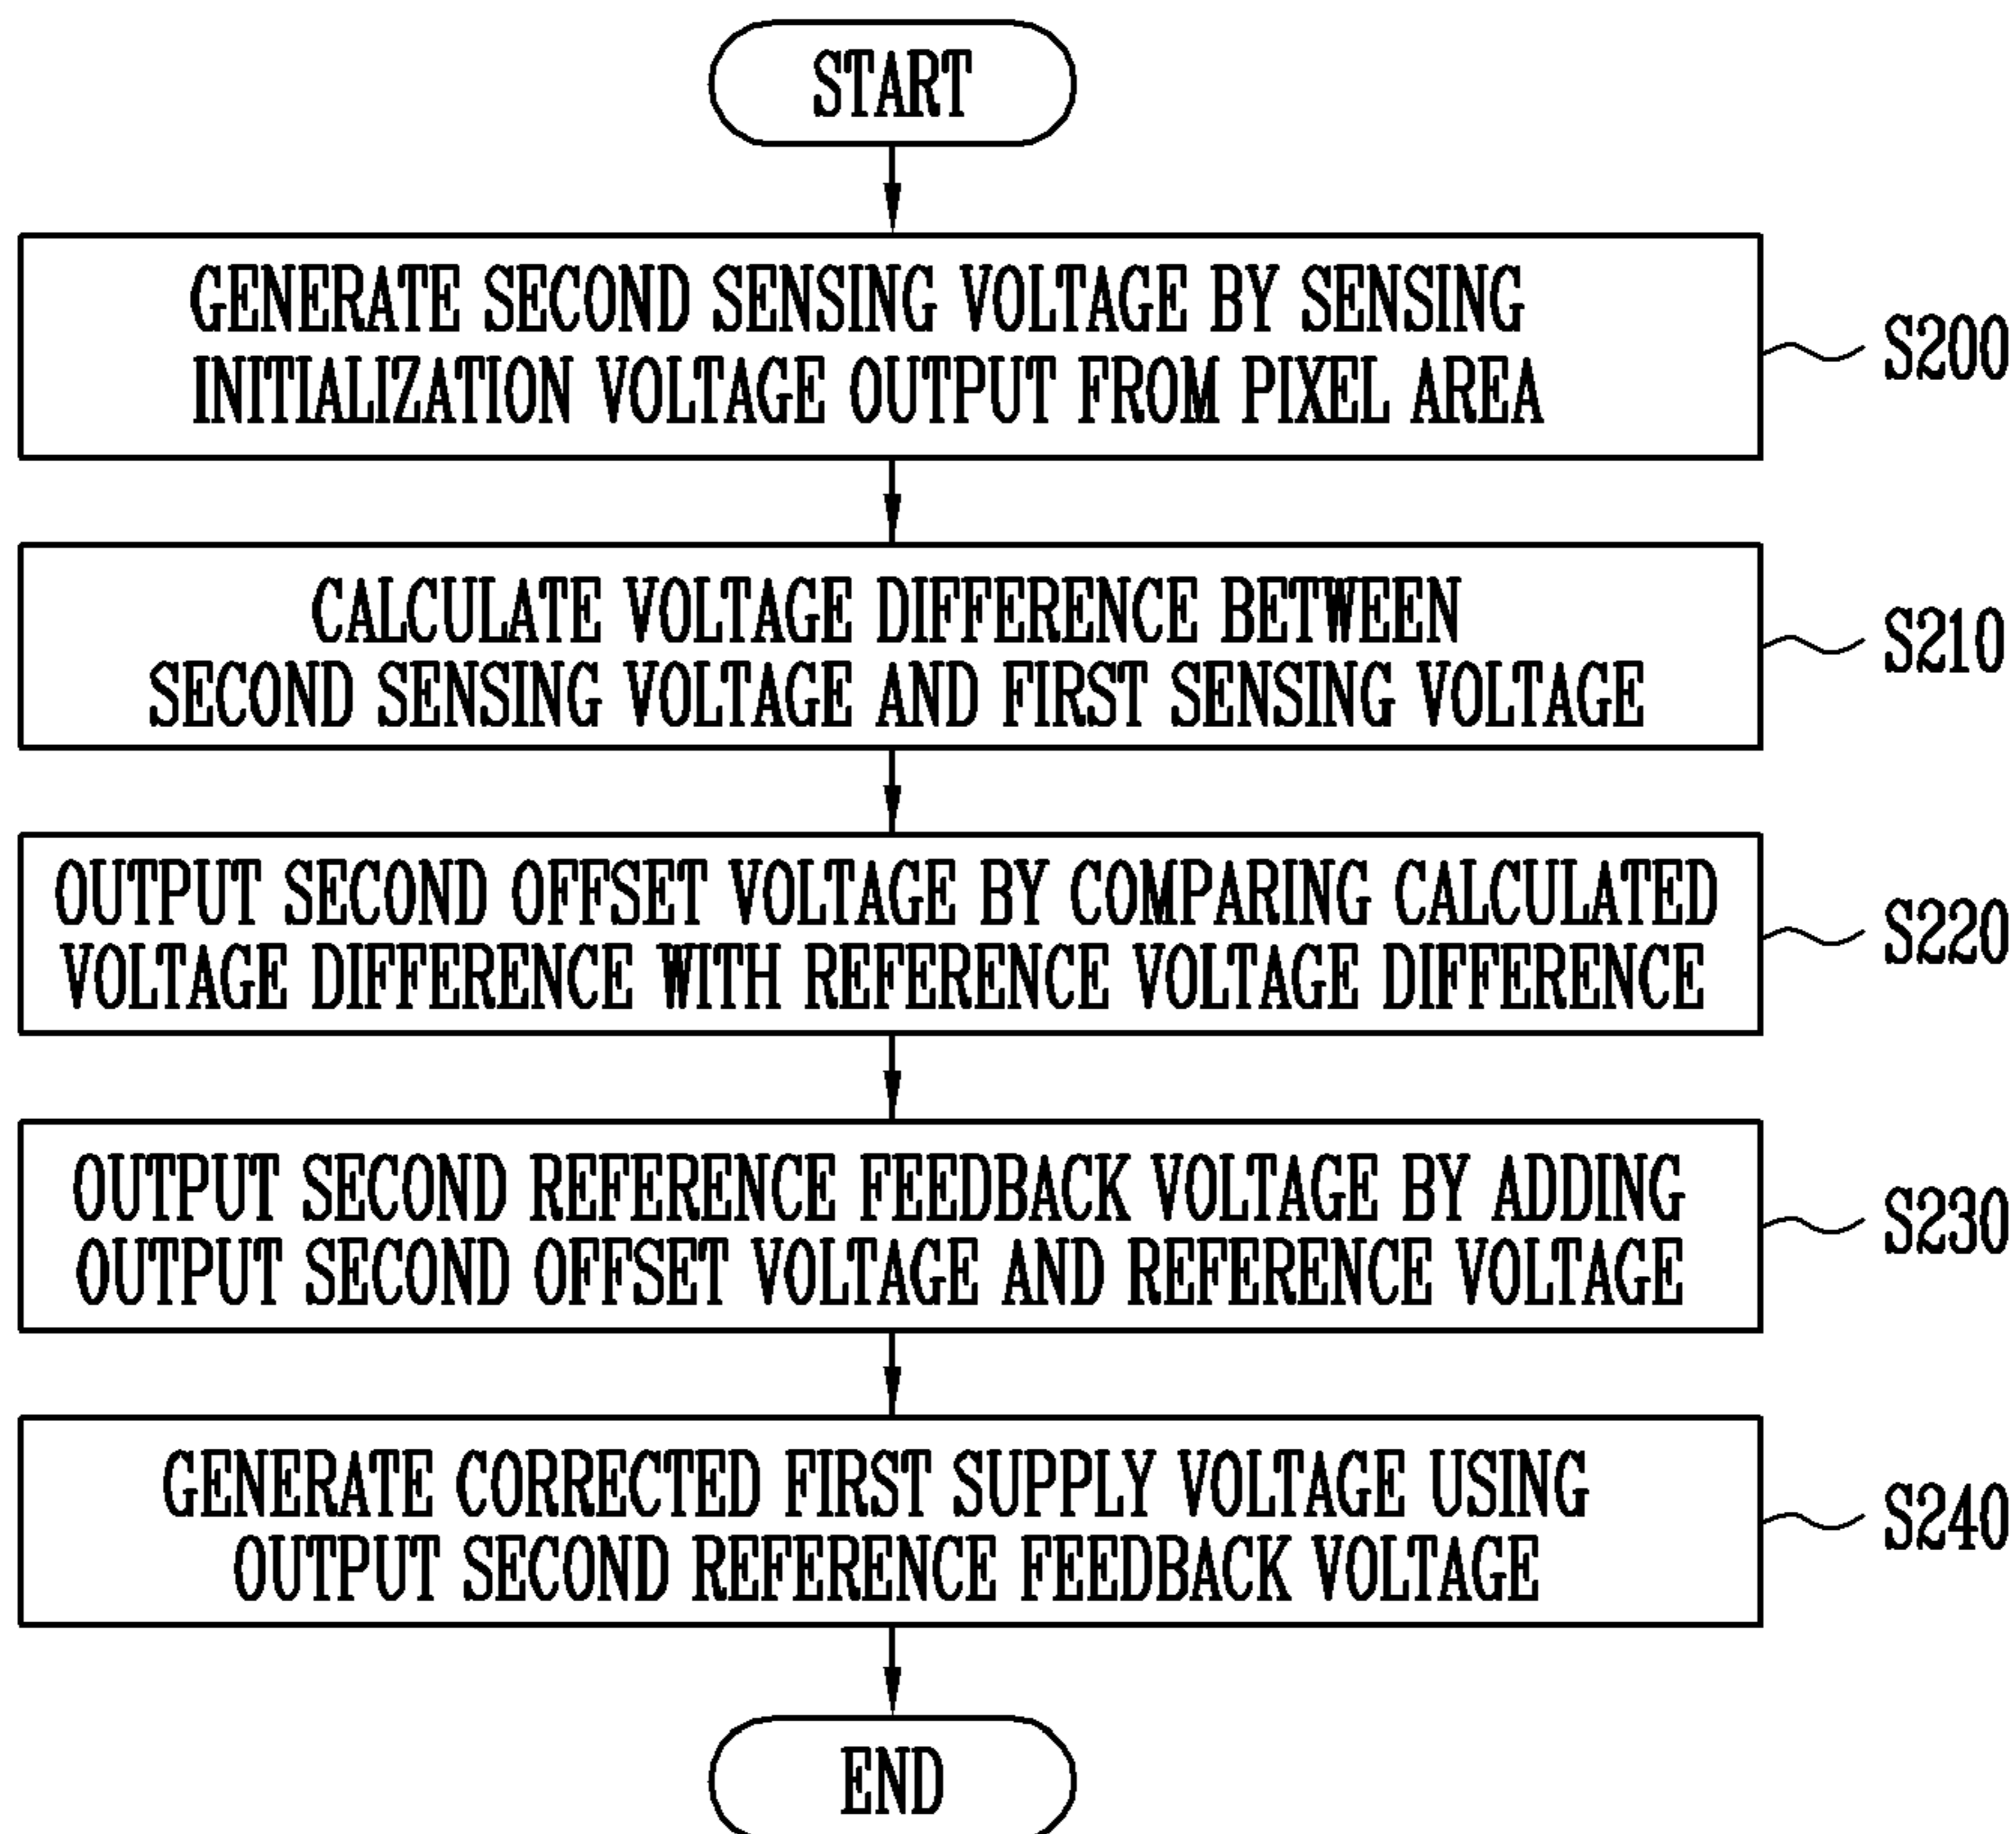 START
GENERATE SECOND SENSING VOLTAGE BY SENSING
INITIALIZATION VOLTAGE OUTPUT FROM PIXEL AREA
S200
CALCULATE VOLTAGE DIFFERENCE BETWEEN
SECOND SENSING VOLTAGE AND FIRST SENSING VOLTAGE
S210
OUTPUT SECOND OFFSET VOLTAGE BY COMPARING CALCULATED
VOLTAGE DIFFERENCE WITH REFERENCE VOLTAGE DIFFERENCE
S220
OUTPUT SECOND REFERENCE FEEDBACK VOLTAGE BY ADDING
OUTPUT SECOND OFFSET VOLTAGE AND REFERENCE VOLTAGE
S230
GENERATE CORRECTED FIRST SUPPLY VOLTAGE USING
OUTPUT SECOND REFERENCE FEEDBACK VOLTAGE
S240
END